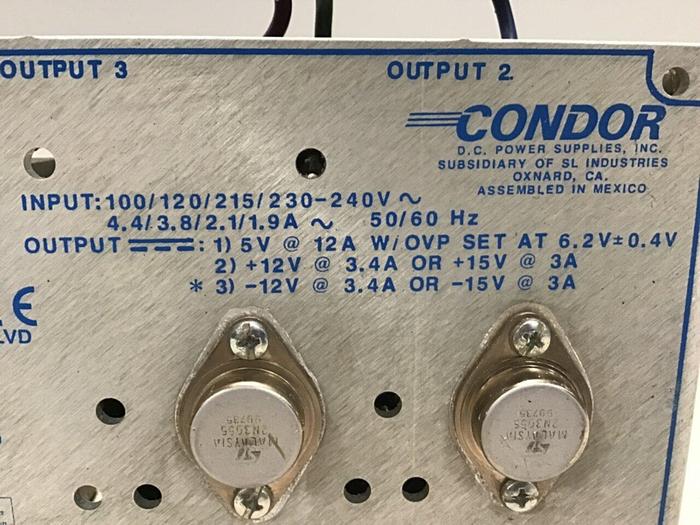 OUTPUT 3
OUTPUT 2
CONDOR
D.C. POWER SUPPLIES, INC.
SUBSIDIARY OF SL INDUSTRIES
OXNARD, CA.
ASSEMBLED IN MEXICO
INPUT: 100/120/215/230-240V ~
4.4/3.8/2.1/1.9A ~ 50/60 Hz
OUTPUT ⎓: 1) 5V @ 12A W/OVP SET AT 6.2V±0.4V
2) +12V @ 3.4A OR +15V @ 3A
* 3) -12V @ 3.4A OR -15V @ 3A
CE
LVD
99735
2N3055
MALAYSIA
99735
2N3055
MALAYSIA